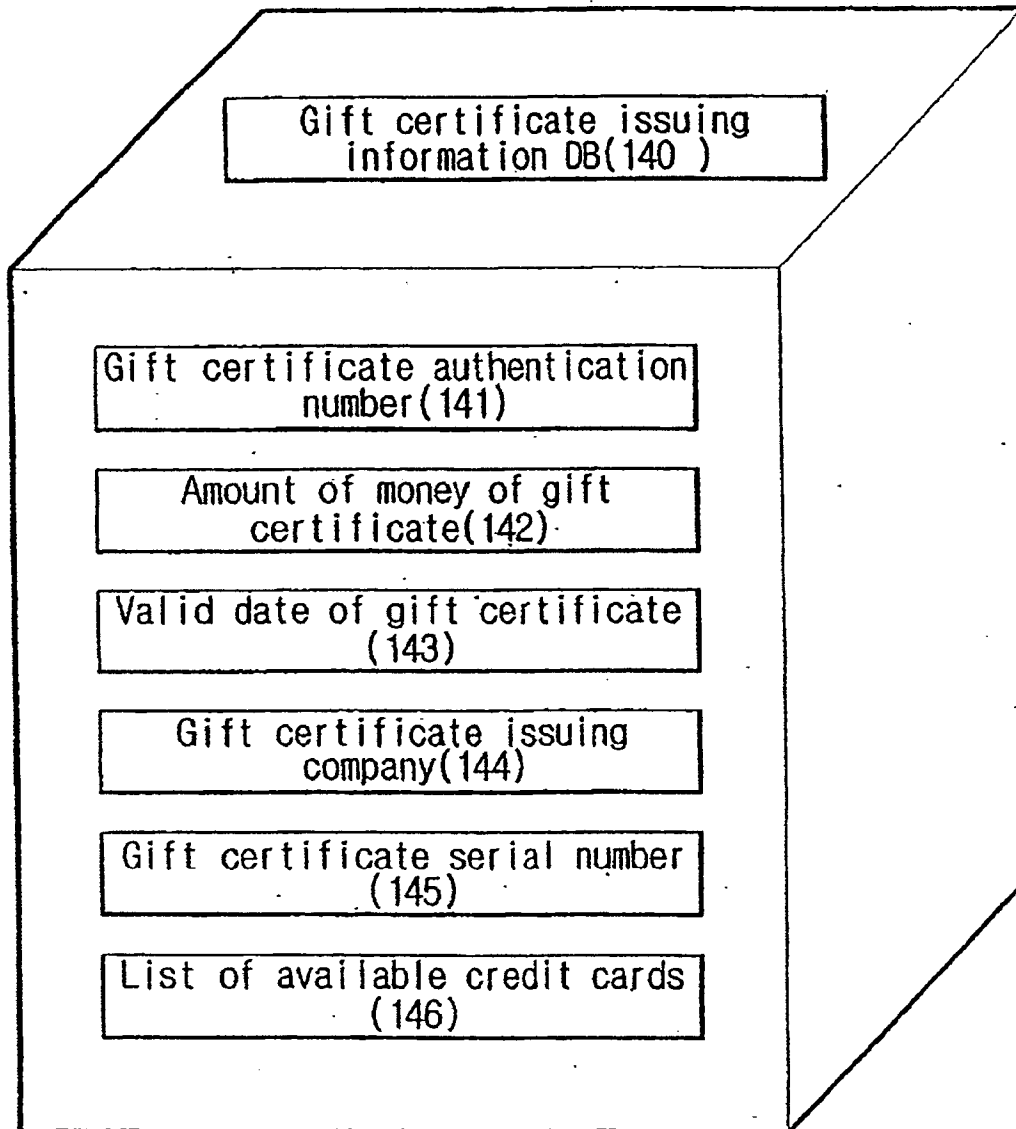 Gift certificate issuing
information DB(140 )
Gift certificate authentication
number(141)
Amount of money of gift
certificate(142)
Valid date of gift certificate
(143)
Gift certificate issuing
company(144)
Gift certificate serial number
(145)
List of available credit cards
(146)